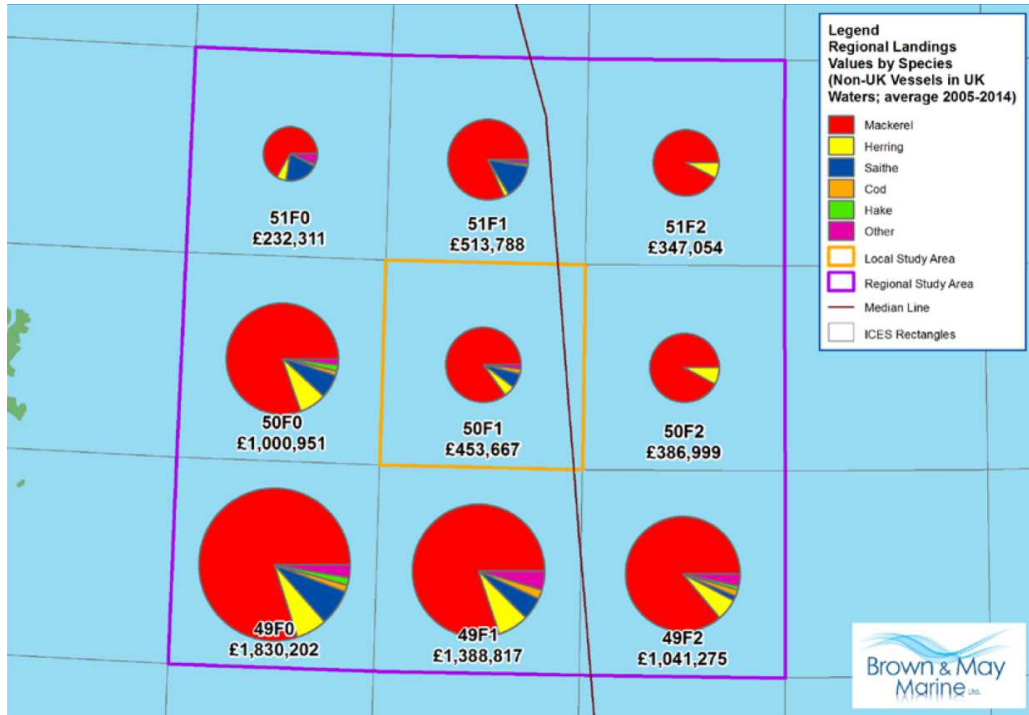 Legend
Regional Landings
Values by Species
(Non-UK Vessels in UK
Waters; average 2005-2014)
Mackerel
Herring
Saithe
Cod
Hake
Other
Local Study Area
Regional Study Area
Median Line
ICES Rectangles
51F0
£232,311
51F1
£513,788
51F2
£347,054
50F0
£1,000,951
50F1
£453,667
50F2
£386,999
49F0
£1,830,202
49F1
£1,388,817
49F2
£1,041,275
Brown & May
Marine Ltd.